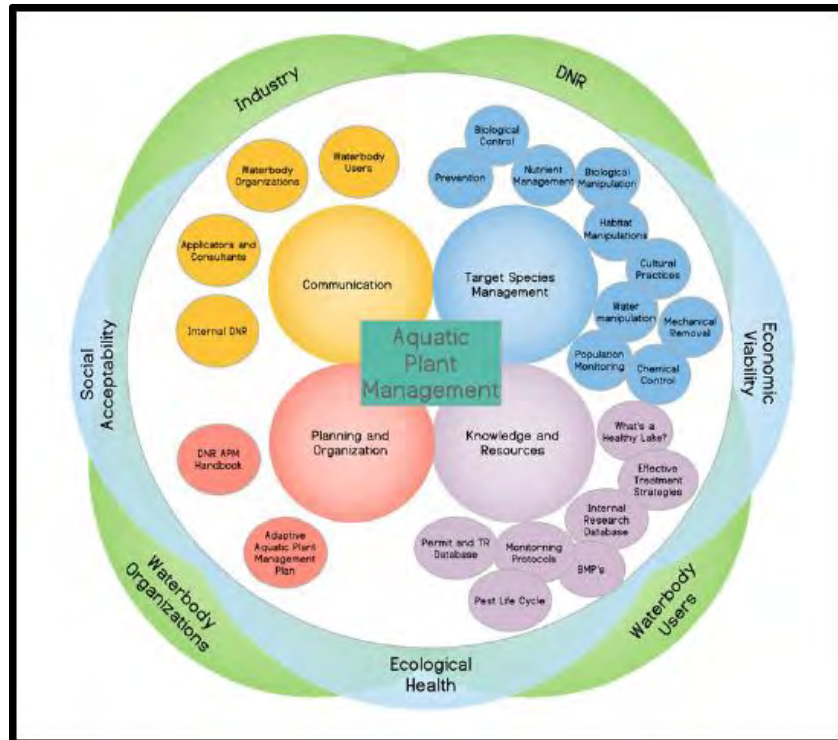 Industry
DNR
Biological
Control
Waterbody
Users
Waterbody
Organizations
Prevention
Nutrient
Management
Biological
Manipulation
Habitat
Manipulations
Applicators and
Consultants
Cultural
Practices
Communication
Target Species
Management
Internal DNR
Water
manipulation
Mechanical
Removal
Population
Monitoring
Chemical
Control
Social
Acceptability
Economic
Viability
Aquatic
Plant
Management
Planning and
Organization
Knowledge and
Resources
What's a
Healthy Lake?
DNR APM
Handbook
Effective
Treatment
Strategies
Internal
Research
Database
Adaptive
Aquatic Plant
Management
Plan
Permit and TR
Database
Monitorning
Protocols
BMP's
Pest Life Cycle
Waterbody
Organizations
Waterbody
Users
Ecological
Health